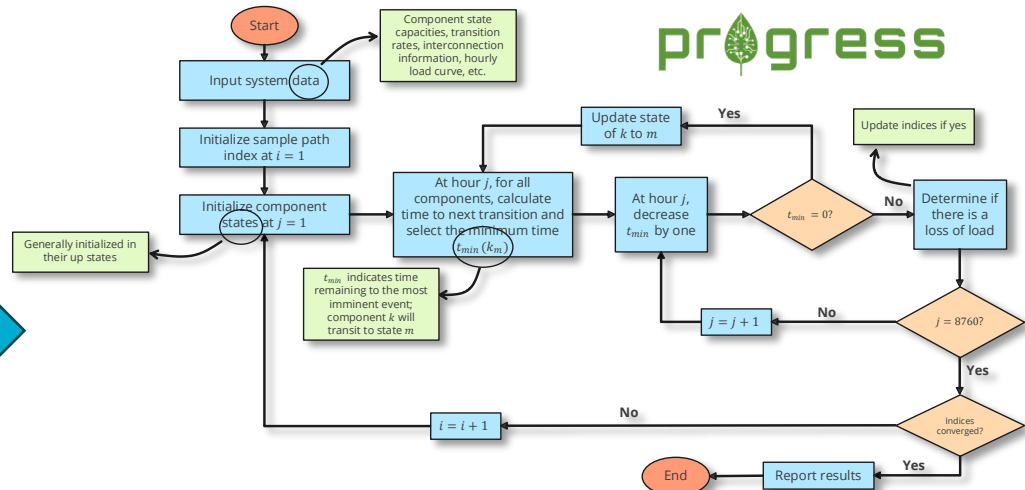 Start
Component state
capacities, transition
rates, interconnection
information, hourly
load curve, etc.
progress
Input system data
Initialize sample path
index at i = 1
Initialize component
states at j = 1
Generally initialized in
their up states
Update state
of k to m
Yes
Update indices if yes
At hour j, for all
components, calculate
time to next transition and
select the minimum time
t_min (k_m)
At hour j,
decrease
t_min by one
t_min = 0?
No
Determine if
there is a
loss of load
t_min indicates time
remaining to the most
imminent event;
component k will
transit to state m
j = j + 1
No
j = 8760?
Yes
i = i + 1
No
Indices
converged?
Yes
Report results
End